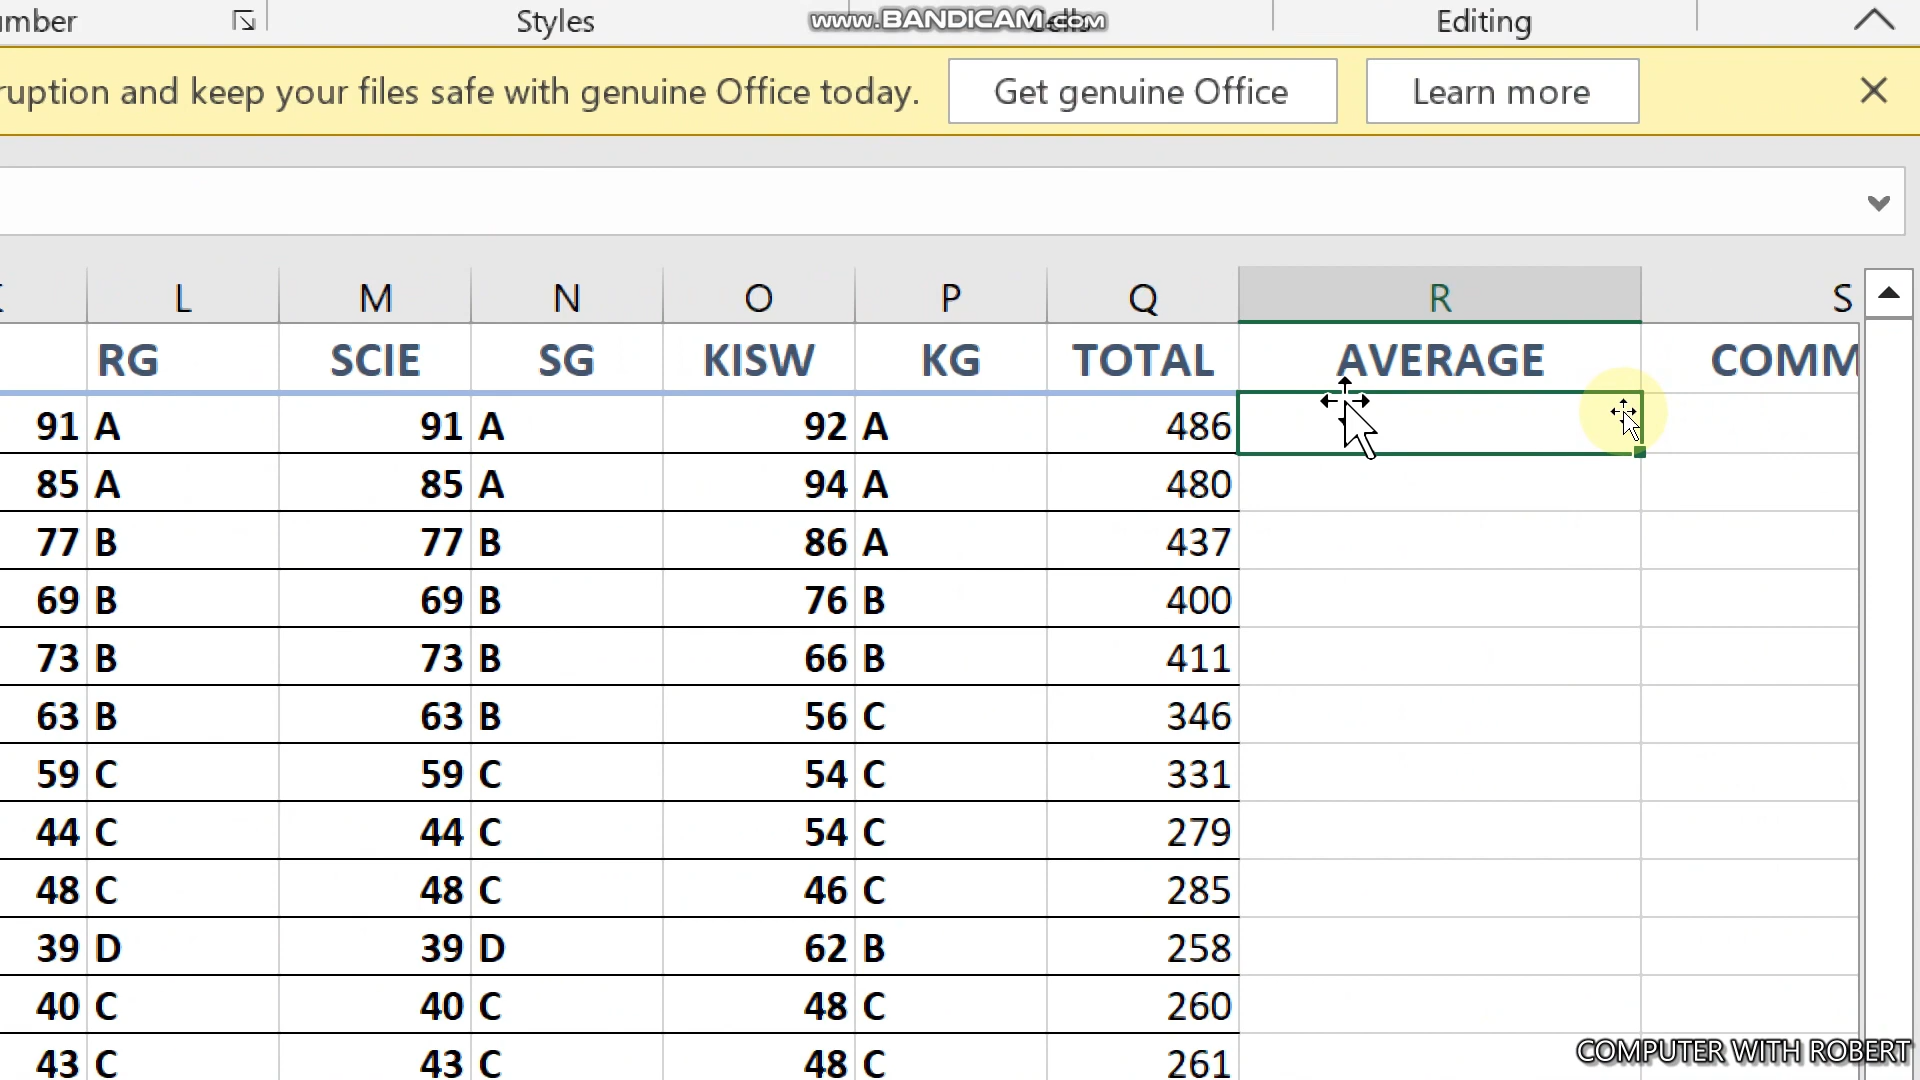 mber Styles Cells Editing
www.BANDICAM.com
ruption and keep your files safe with genuine Office today. Get genuine Office Learn more
L M N O P Q R S
RG SCIE SG KISW KG TOTAL AVERAGE COMM
91 A 91 A 92 A 486
85 A 85 A 94 A 480
77 B 77 B 86 A 437
69 B 69 B 76 B 400
73 B 73 B 66 B 411
63 B 63 B 56 C 346
59 C 59 C 54 C 331
44 C 44 C 54 C 279
48 C 48 C 46 C 285
39 D 39 D 62 B 258
40 C 40 C 48 C 260
43 C 43 C 48 C 261
COMPUTER WITH ROBERT